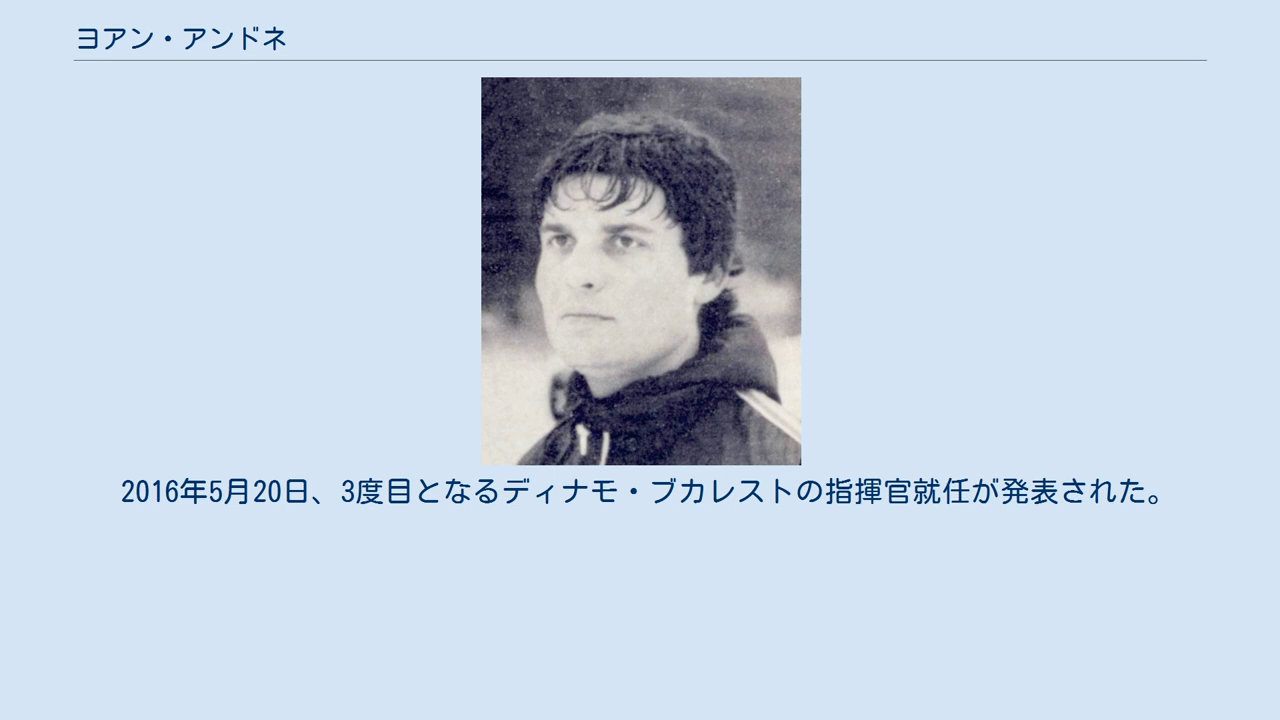 ヨアン・アンドネ
2016年5月20日、3度目となるディナモ・ブカレストの指揮官就任が発表された。